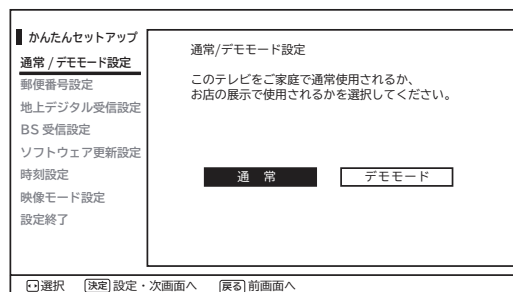 かんたんセットアップ
通常 / デモモード設定
郵便番号設定
地上デジタル受信設定
BS 受信設定
ソフトウェア更新設定
時刻設定
映像モード設定
設定終了
通常/デモモード設定
このテレビをご家庭で通常使用されるか、
お店の展示で使用されるかを選択してください。
通 常 デモモード
選択 決定 設定・次画面へ 戻る 前画面へ